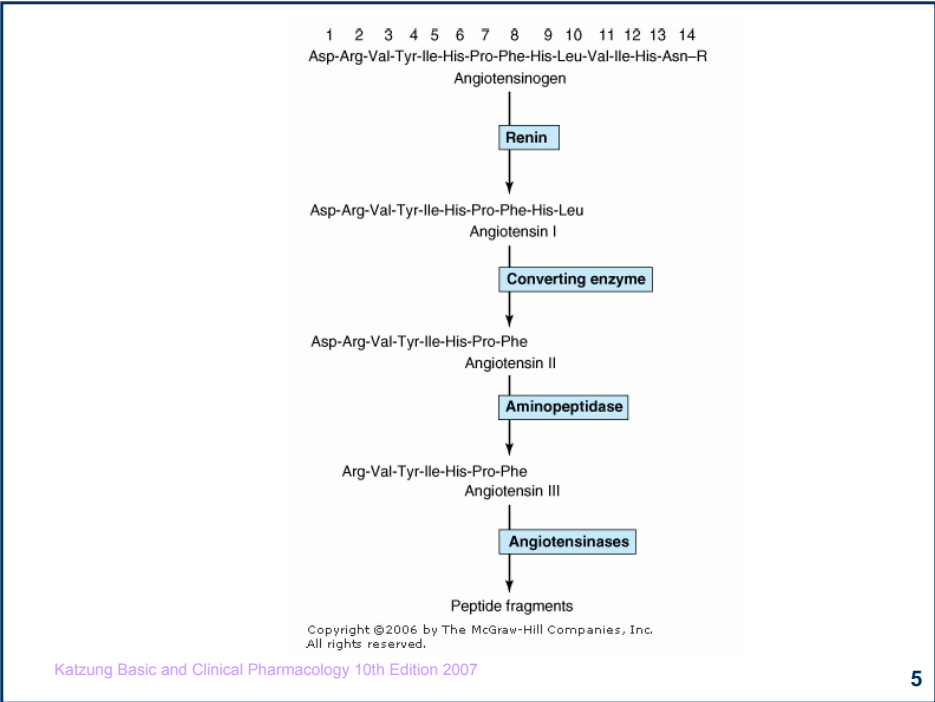 1 2 3 4 5 6 7 8 9 10 11 12 13 14
Asp-Arg-Val-Tyr-Ile-His-Pro-Phe-His-Leu-Val-Ile-His-Asn–R
Angiotensinogen
Renin
Asp-Arg-Val-Tyr-Ile-His-Pro-Phe-His-Leu
Angiotensin I
Converting enzyme
Asp-Arg-Val-Tyr-Ile-His-Pro-Phe
Angiotensin II
Aminopeptidase
Arg-Val-Tyr-Ile-His-Pro-Phe
Angiotensin III
Angiotensinases
Peptide fragments
Copyright ©2006 by The McGraw-Hill Companies, Inc.
All rights reserved.
Katzung Basic and Clinical Pharmacology 10th Edition 2007
5